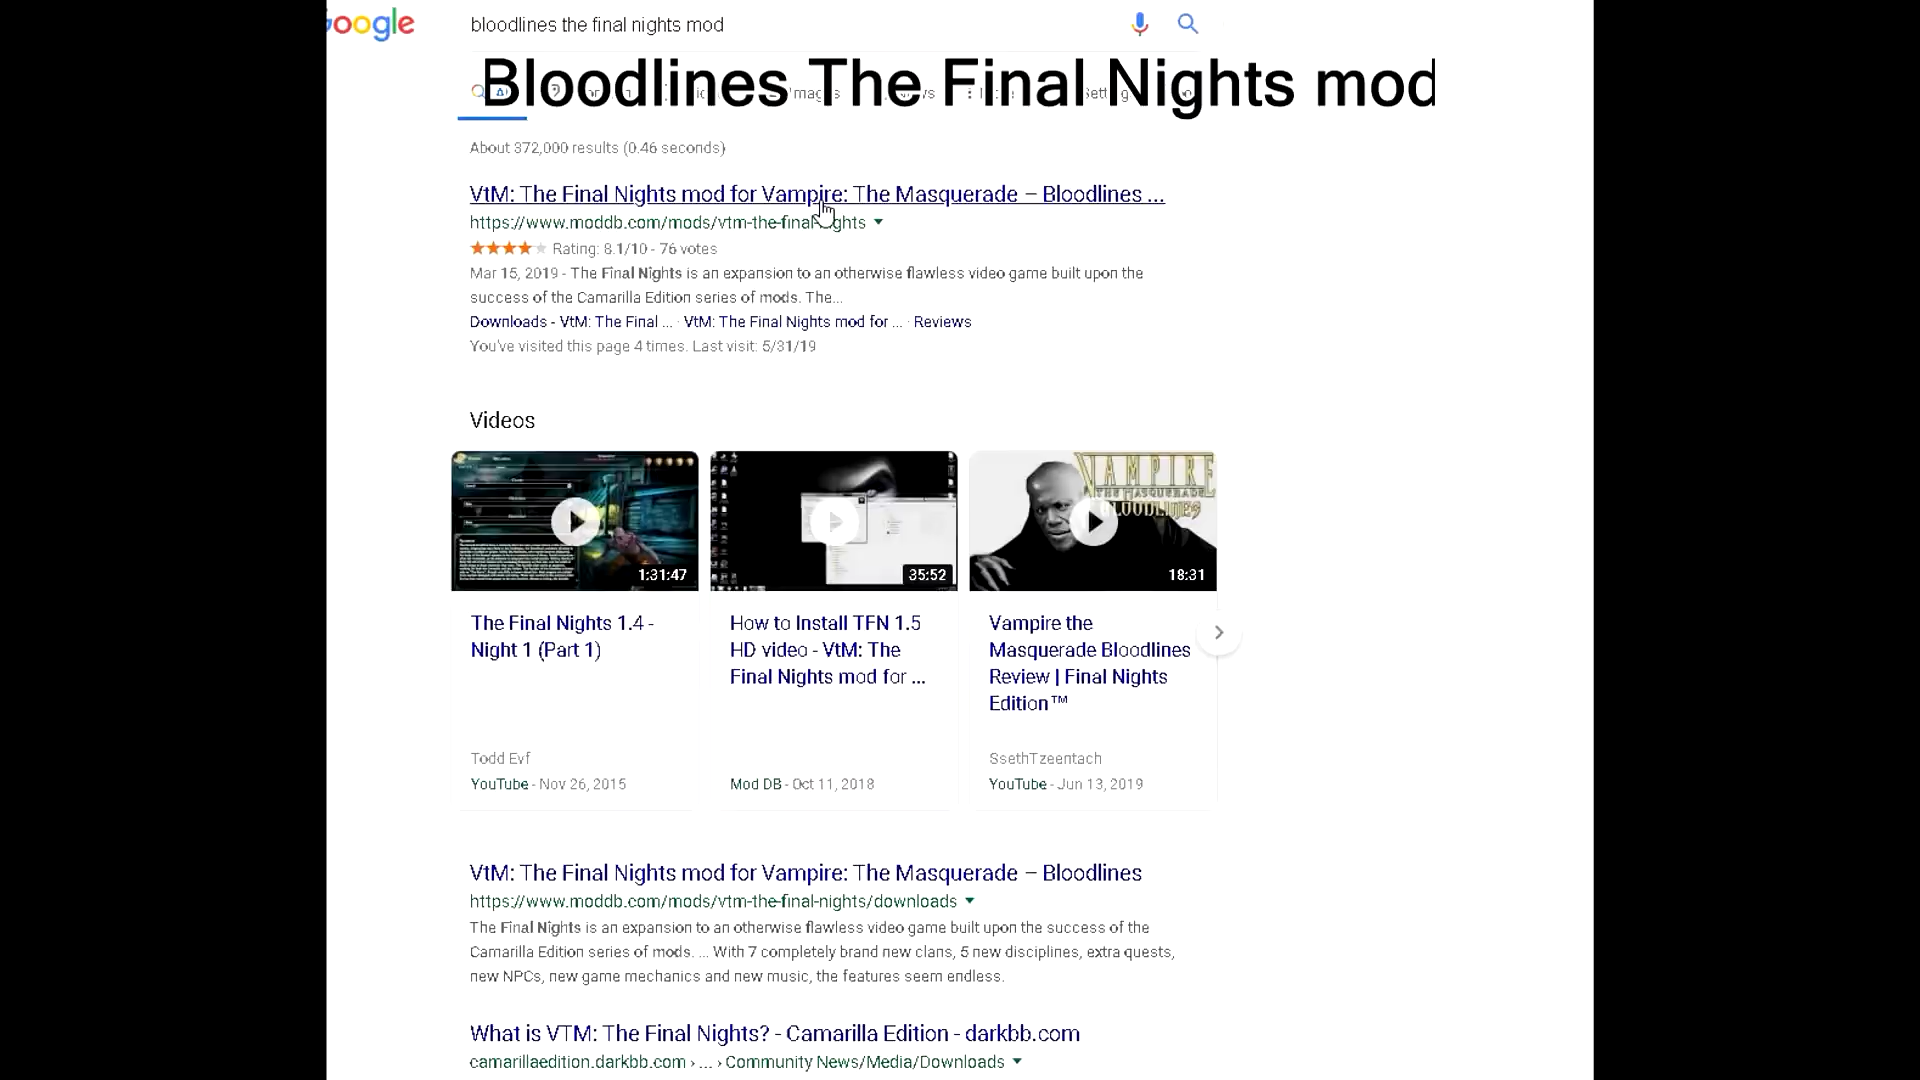 Google
bloodlines the final nights mod
Bloodlines The Final Nights mod
About 372,000 results (0.46 seconds)
VtM: The Final Nights mod for Vampire: The Masquerade – Bloodlines ...
https://www.moddb.com/mods/vtm-the-final-nights
Rating: 8.1/10 - 76 votes
Mar 15, 2019 - The Final Nights is an expansion to an otherwise flawless video game built upon the
success of the Camarilla Edition series of mods. The...
Downloads - VtM: The Final ... · VtM: The Final Nights mod for ... · Reviews
You've visited this page 4 times. Last visit: 5/31/19
Videos
VAMPIRE
THE MASQUERADE
BLOODLINES
1:31:47
35:52
18:31
The Final Nights 1.4 -
Night 1 (Part 1)
Todd Evf
YouTube - Nov 26, 2015
How to Install TFN 1.5
HD video - VtM: The
Final Nights mod for ...
Mod DB - Oct 11, 2018
Vampire the
Masquerade Bloodlines
Review | Final Nights
Edition™
SsethTzeentach
YouTube - Jun 13, 2019
VtM: The Final Nights mod for Vampire: The Masquerade – Bloodlines
https://www.moddb.com/mods/vtm-the-final-nights/downloads
The Final Nights is an expansion to an otherwise flawless video game built upon the success of the
Camarilla Edition series of mods. ... With 7 completely brand new clans, 5 new disciplines, extra quests,
new NPCs, new game mechanics and new music, the features seem endless.
What is VTM: The Final Nights? - Camarilla Edition - darkbb.com
camarillaedition.darkbb.com › ... › Community News/Media/Downloads